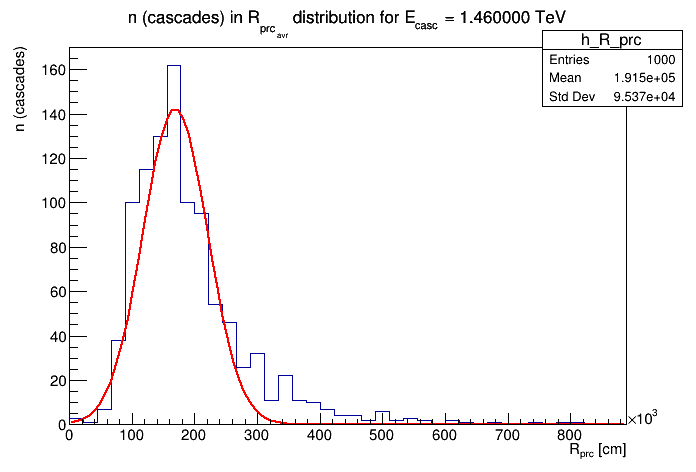 n (cascades) in R_prc_avr distribution for E_casc = 1.460000 TeV
h_R_prc
Entries 1000
Mean 1.915e+05
Std Dev 9.537e+04
n (cascades)
160
140
120
100
80
60
40
20
0
0 100 200 300 400 500 600 700 800
×10³
R_prc [cm]